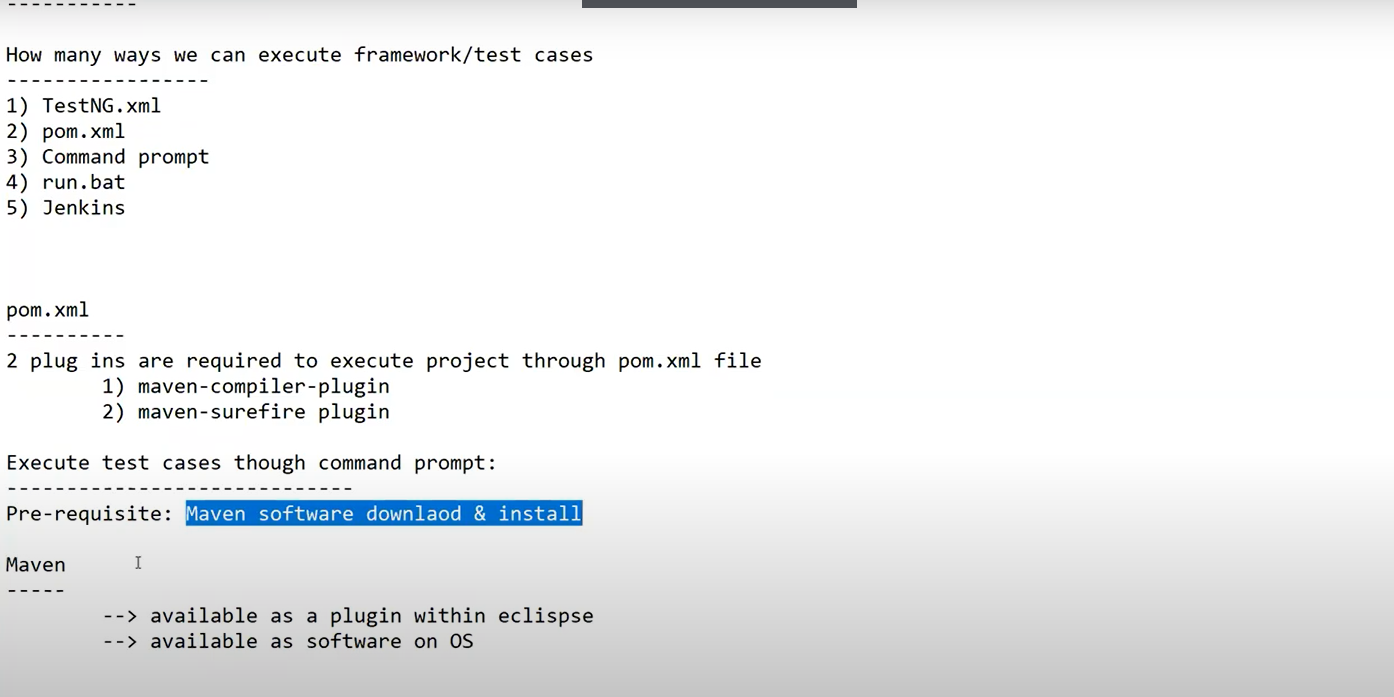 -----------
How many ways we can execute framework/test cases
-----------------
1) TestNG.xml
2) pom.xml
3) Command prompt
4) run.bat
5) Jenkins
pom.xml
----------
2 plug ins are required to execute project through pom.xml file
1) maven-compiler-plugin
2) maven-surefire plugin
Execute test cases though command prompt:
-----------------------------
Pre-requisite: Maven software downlaod & install
Maven
-----
--> available as a plugin within eclispse
--> available as software on OS